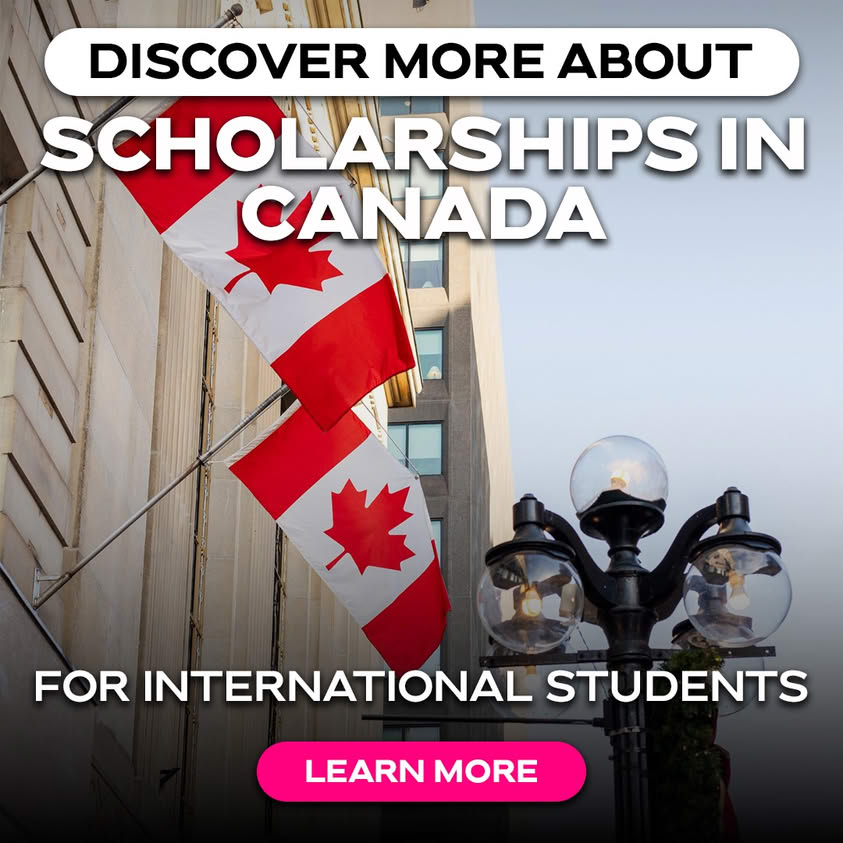 DISCOVER MORE ABOUT
SCHOLARSHIPS IN
CANADA
FOR INTERNATIONAL STUDENTS
LEARN MORE